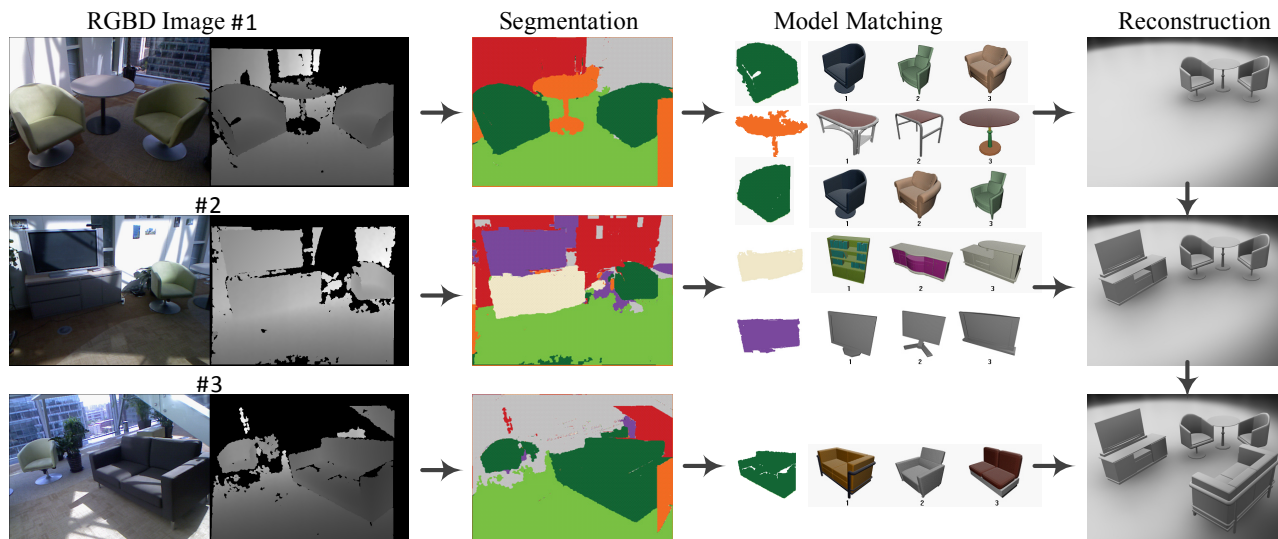 RGBD Image #1
Segmentation
Model Matching
Reconstruction
1 2 3
1 2 3
#2
1 2 3
1 2 3
1 2 3
#3
1 2 3